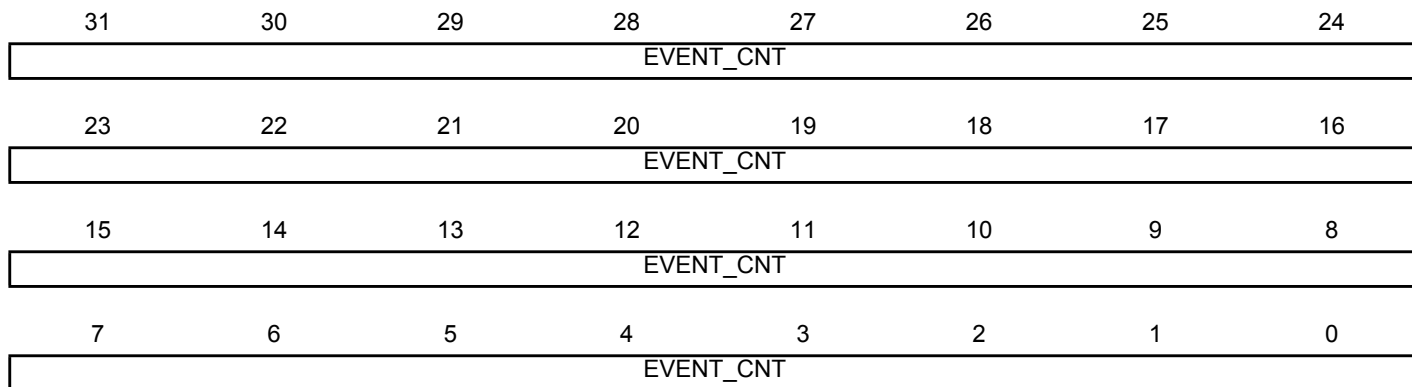 31 30 29 28 27 26 25 24
EVENT_CNT
23 22 21 20 19 18 17 16
EVENT_CNT
15 14 13 12 11 10 9 8
EVENT_CNT
7 6 5 4 3 2 1 0
EVENT_CNT